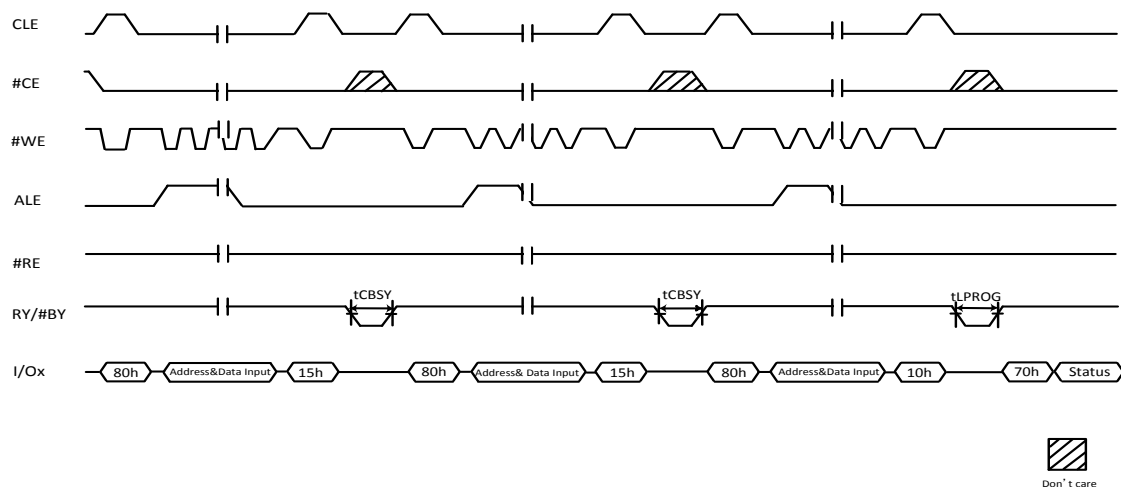 CLE
#CE
#WE
ALE
#RE
RY/#BY
tCBSY
tCBSY
tLPROG
I/Ox
80h
Address&Data Input
15h
80h
Address& Data Input
15h
80h
Address&Data Input
10h
70h
Status
Don't care